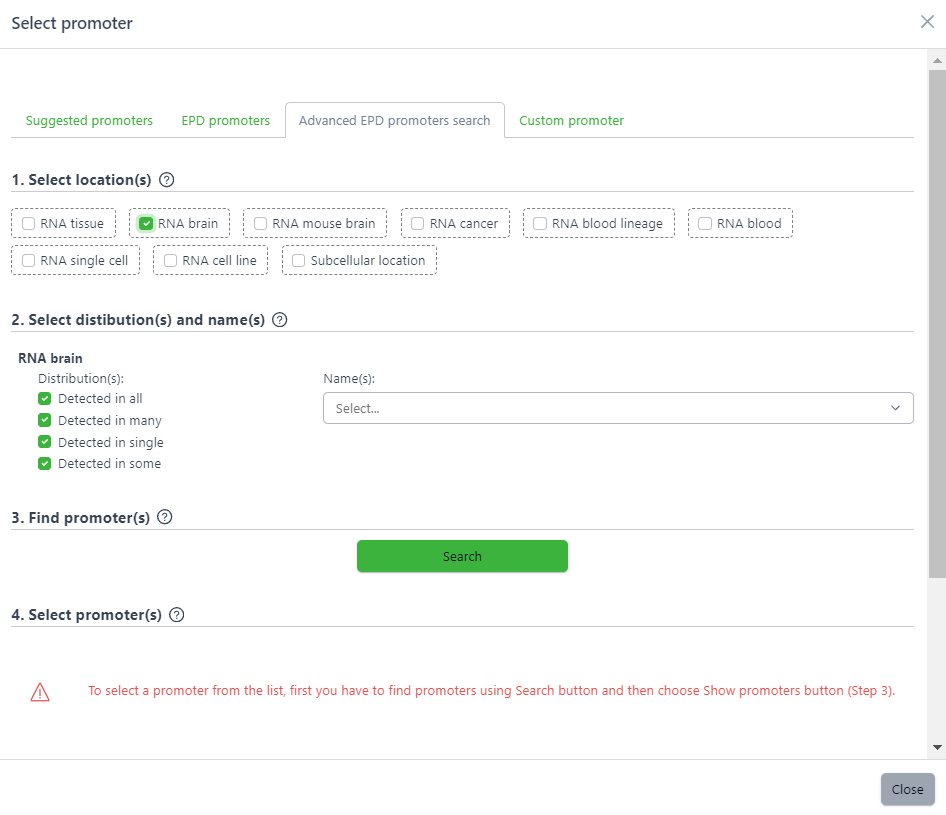 Select promoter
Suggested promoters EPD promoters Advanced EPD promoters search Custom promoter
1. Select location(s)
RNA tissue RNA brain RNA mouse brain RNA cancer RNA blood lineage RNA blood
RNA single cell RNA cell line Subcellular location
2. Select distibution(s) and name(s)
RNA brain
Distribution(s): Name(s):
Detected in all
Select...
Detected in many
Detected in single
Detected in some
3. Find promoter(s)
Search
4. Select promoter(s)
To select a promoter from the list, first you have to find promoters using Search button and then choose Show promoters button (Step 3).
Close